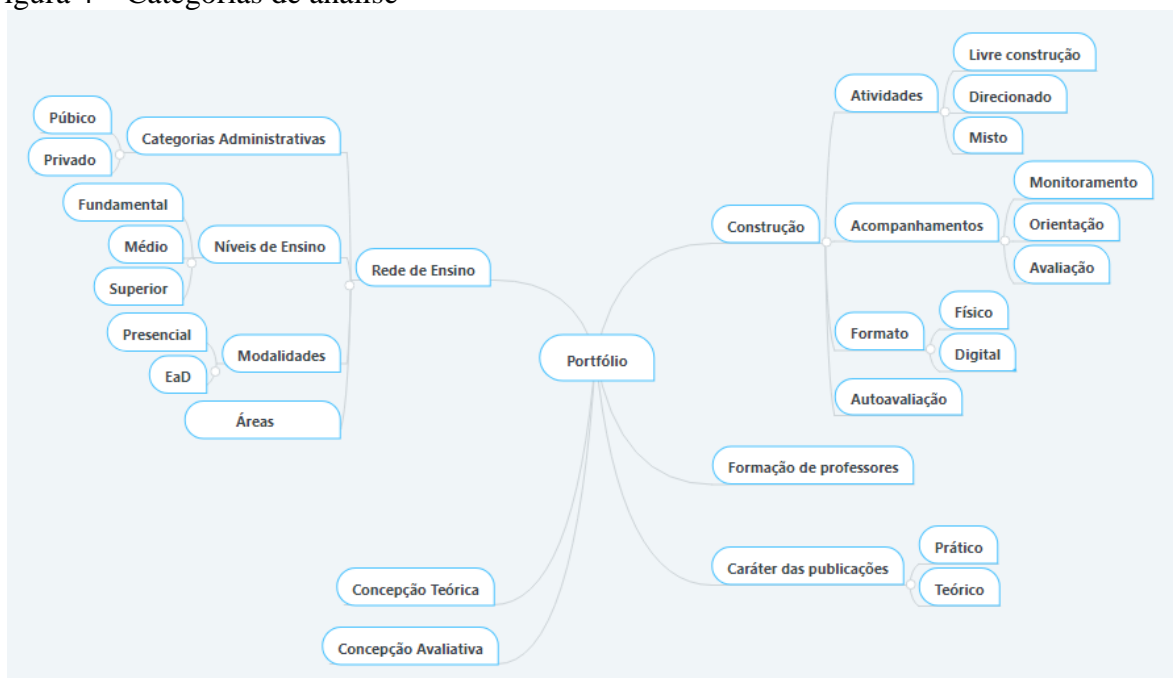 igura 4 – Categorias de análise
Púbico
Privado
Categorias Administrativas
Fundamental
Médio
Superior
Níveis de Ensino
Presencial
EaD
Modalidades
Áreas
Rede de Ensino
Concepção Teórica
Concepção Avaliativa
Portfólio
Construção
Atividades
Livre construção
Direcionado
Misto
Acompanhamentos
Monitoramento
Orientação
Avaliação
Formato
Físico
Digital
Autoavaliação
Formação de professores
Caráter das publicações
Prático
Teórico